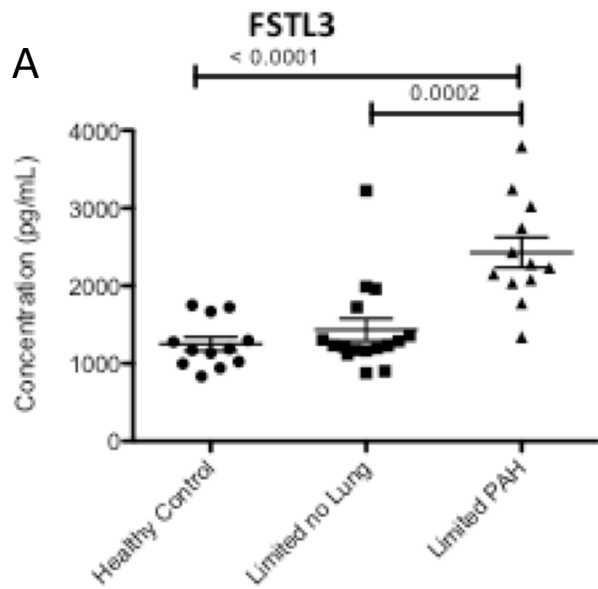 FSTL3
A
< 0.0001
0.0002
4000
3000
2000
1000
0
Concentration (pg/mL)
Healthy Control
Limited no Lung
Limited PAH